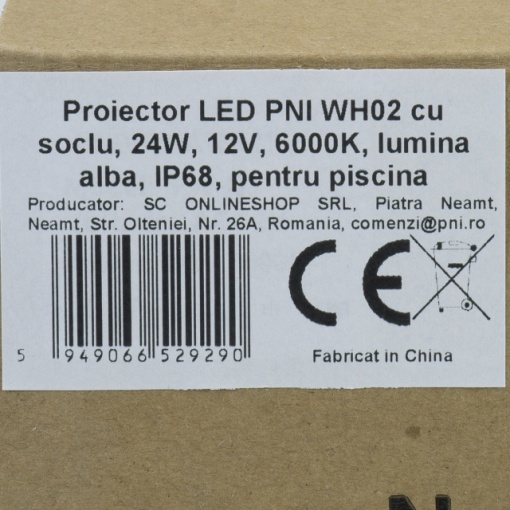 Proiector LED PNI WH02 cu
soclu, 24W, 12V, 6000K, lumina
alba, IP68, pentru piscina
Producator: SC ONLINESHOP SRL, Piatra Neamt,
Neamt, Str. Olteniei, Nr. 26A, Romania, comenzi@pni.ro
CE
5 949066 529290
Fabricat in China